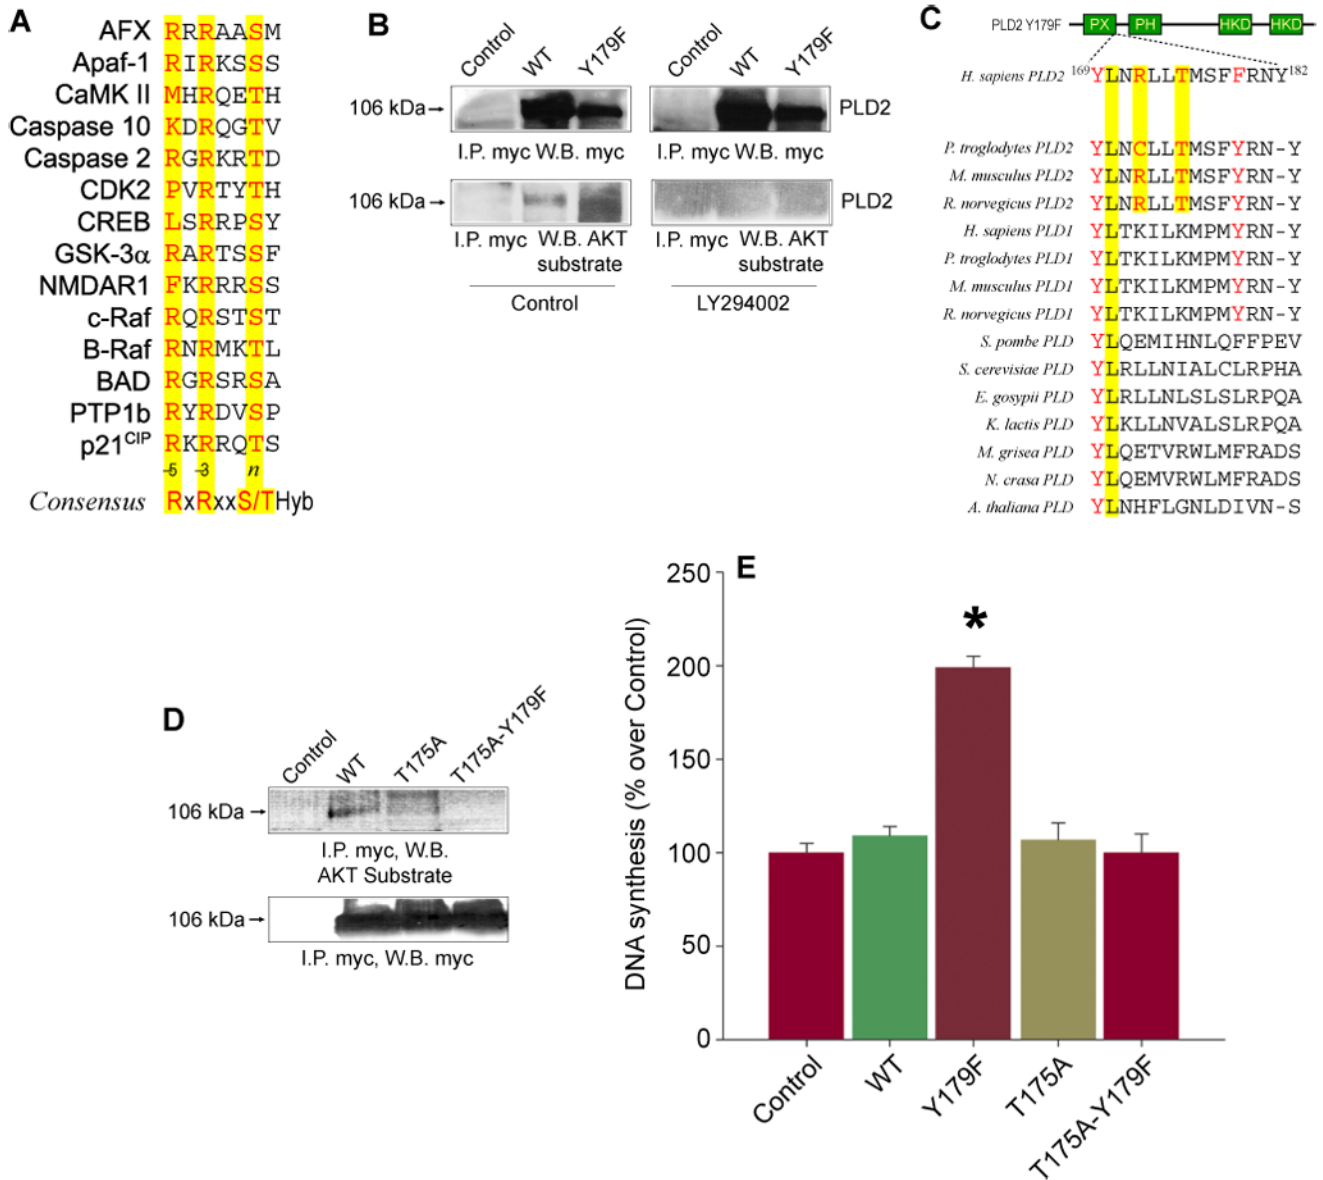 A
AFX RRRAASM
Apaf-1 RIRKSSS
CaMK II MHRQETH
Caspase 10 KDRQGTV
Caspase 2 RGRKRTD
CDK2 PVRTYTH
CREB LSRRPSY
GSK-3α RARTSSF
NMDAR1 FKRRRSS
c-Raf RQRSTST
B-Raf RNRMKTL
BAD RGRSRSA
PTP1b RYRDVSP
p21CIP RKRRQTS
-5 -3 n
Consensus RxRxxS/THyb
B
Control WT Y179F Control WT Y179F
106 kDa→ 106 kDa→ PLD2
I.P. myc W.B. myc I.P. myc W.B. myc
106 kDa→ 106 kDa→ PLD2
I.P. myc W.B. AKT I.P. myc W.B. AKT
substrate substrate
Control LY294002
C
PLD2 Y179F PX PH HKD HKD
H. sapiens PLD2 169YLNRLLTMSFFRNY182
P. troglodytes PLD2 YLNCLLTMSFYRN-Y
M. musculus PLD2 YLNRLLTMSFYRN-Y
R. norvegicus PLD2 YLNRLLTMSFYRN-Y
H. sapiens PLD1 YLTKILKMPMYRN-Y
P. troglodytes PLD1 YLTKILKMPMYRN-Y
M. musculus PLD1 YLTKILKMPMYRN-Y
R. norvegicus PLD1 YLTKILKMPMYRN-Y
S. pombe PLD YLQEMIHNLQFFPEV
S. cerevisiae PLD YLRLLNIALCLRPHA
E. gosypii PLD YLRLLNLSLSLRPQA
K. lactis PLD YLKLLNVALSLRPQA
M. grisea PLD YLQETVRWLMFRADS
N. crasa PLD YLQEMVRWLMFRADS
A. thaliana PLD YLNHFLGNLDIVN-S
D
Control WT T175A T175A-Y179F
106 kDa→
I.P. myc, W.B.
AKT Substrate
106 kDa→
I.P. myc, W.B. myc
E
DNA synthesis (% over Control)
250
200
150
100
50
0
*
Control WT Y179F T175A T175A-Y179F